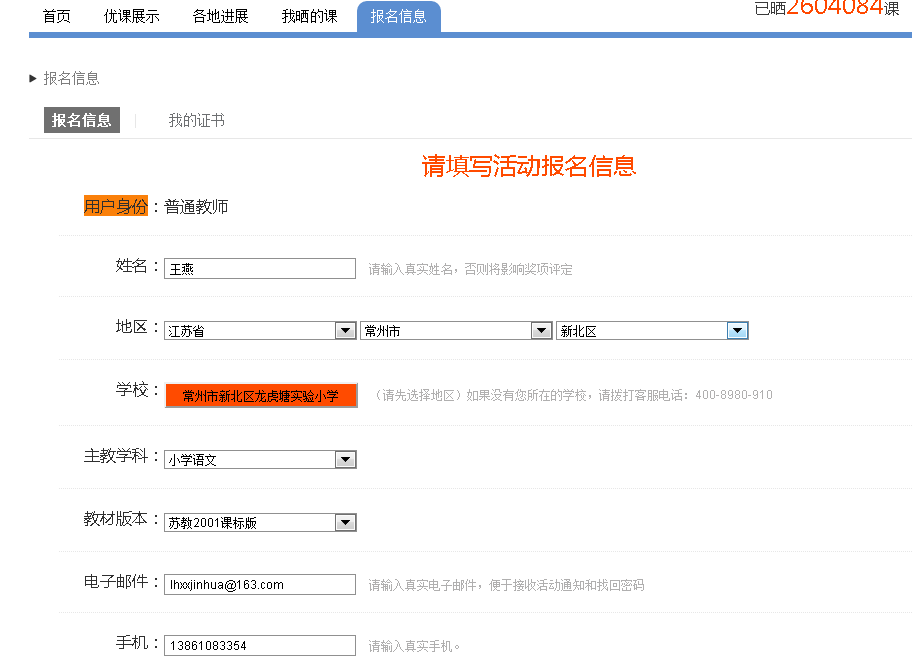 首页 优课展示 各地进展 我晒的课 报名信息 已晒2604084课
报名信息
报名信息 我的证书
请填写活动报名信息
用户身份：普通教师
姓名： 王燕 请输入真实姓名，否则将影响奖项评定
地区： 江苏省 常州市 新北区
学校： 常州市新北区龙虎塘实验小学 （请先选择地区）如果没有您所在的学校，请拨打客服电话：400-8980-910
主教学科： 小学语文
教材版本： 苏教2001课标版
电子邮件： lhxxjinhua@163.com 请输入真实电子邮件，便于接收活动通知和找回密码
手机： 13861083354 请输入真实手机。